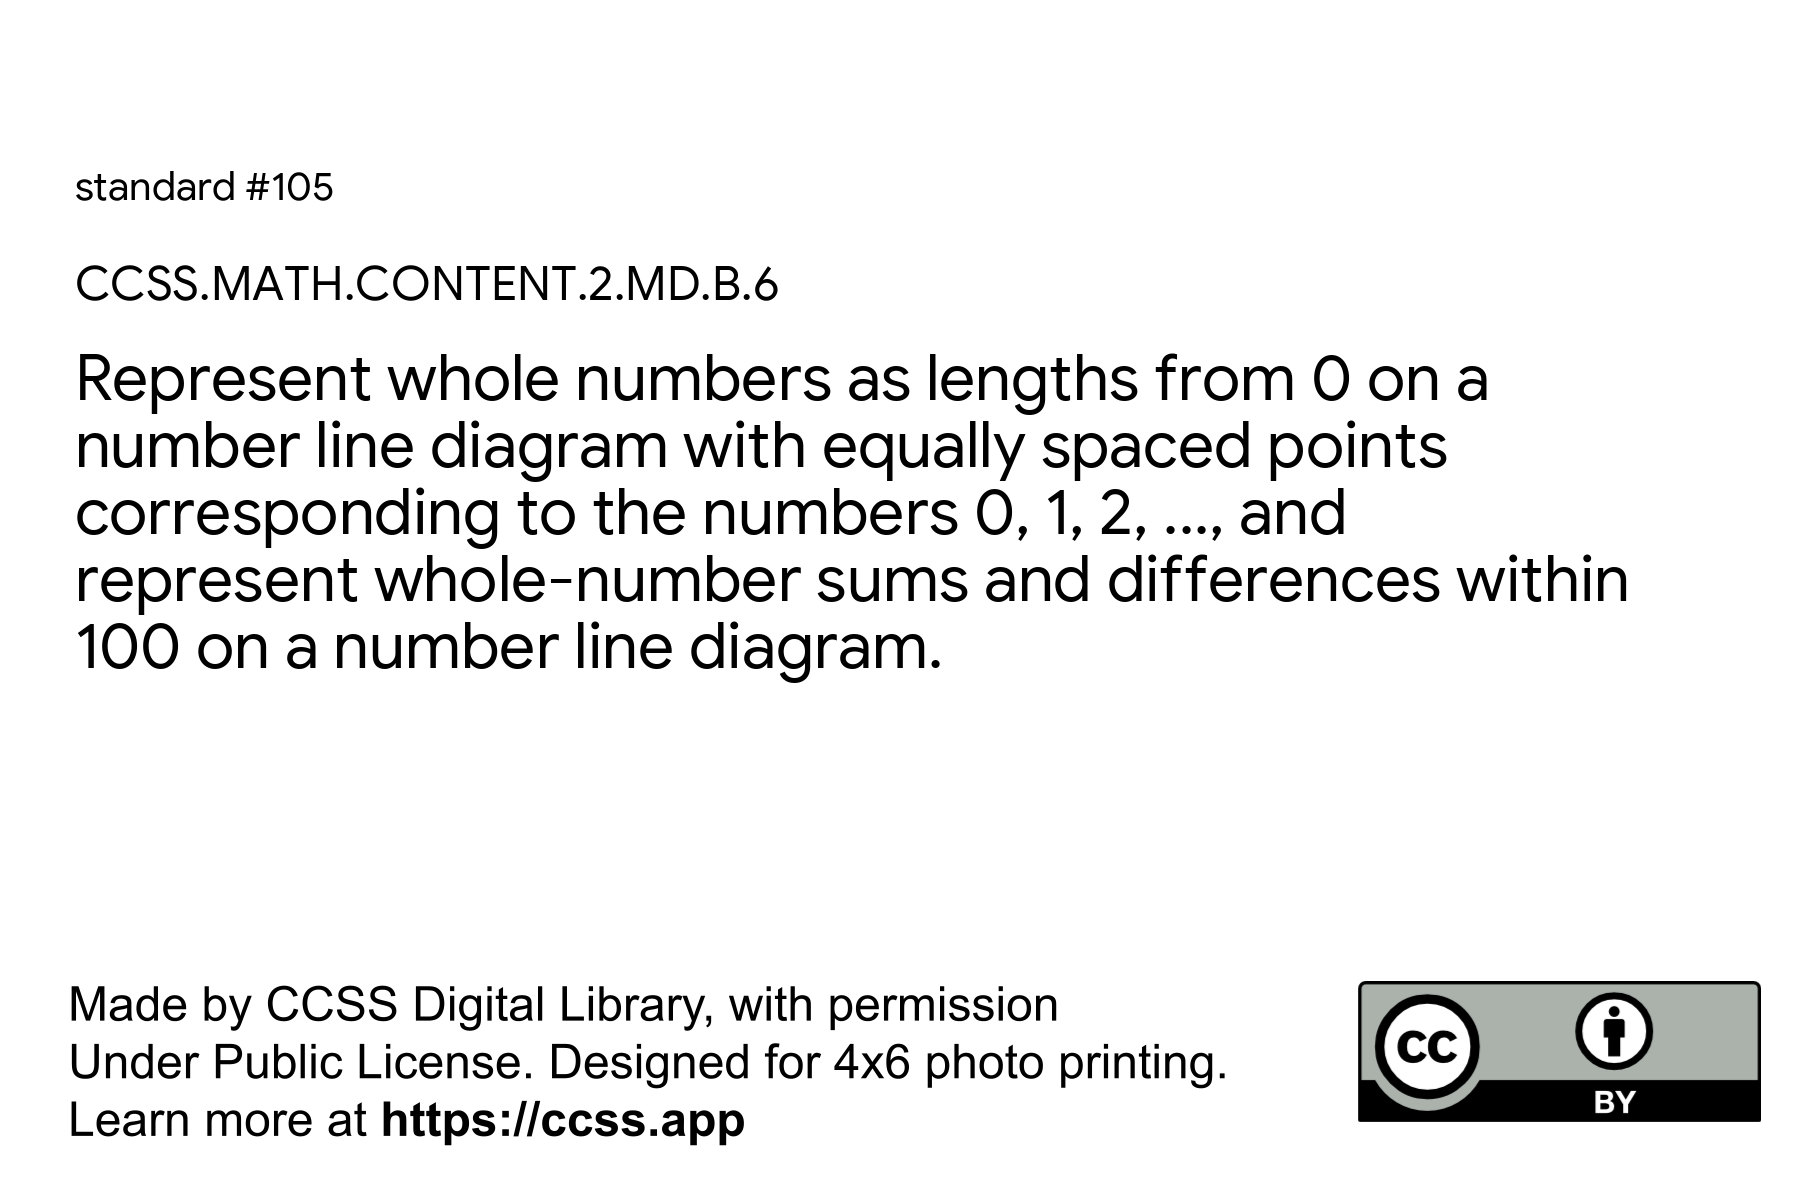 standard #105
CCSS.MATH.CONTENT.2.MD.B.6
Represent whole numbers as lengths from 0 on a
number line diagram with equally spaced points
corresponding to the numbers 0, 1, 2, ..., and
represent whole-number sums and differences within
100 on a number line diagram.
Made by CCSS Digital Library, with permission
Under Public License. Designed for 4x6 photo printing.
Learn more at https://ccss.app
CC
BY